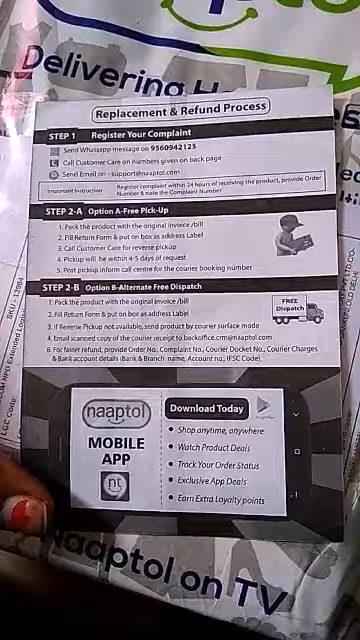 Delivering
Replacement & Refund Process
STEP 1 Register Your Complaint
Send Whatsapp message on 9560942125
Call Customer Care on numbers given on back page
Send Email on - support@naaptol.com
Important Instruction
Register complaint within 24 hours of receiving the product, provide Order
Number & note the Complaint Number
STEP 2-A Option A-Free Pick-Up
1. Pack the product with the original invoice /bill
2. Fill Return Form & put on box as address Label
3. Call Customer Care for reverse pickup
4. Pickup will be within 4-5 days of request
5. Post pickup inform call centre for the courier booking number
STEP 2-B Option B-Alternate Free Dispatch
1. Pack the product with the original invoice /bill
2. Fill Return Form & put on box as address Label
3. If Reverse Pickup not available, send product by courier surface mode
4. Email scanned copy of the courier receipt to backoffice.crm@naaptol.com
6. For faster refund, provide Order No., Complaint No., Courier Docket No., Courier Charges
& Bank account details (Bank & Branch name, Account no., IFSC Code).
FREE
Dispatch
naaptol
MOBILE
APP
nt
Download Today
Shop anytime, anywhere
Watch Product Deals
Track Your Order Status
Exclusive App Deals
Earn Extra Loyalty points
Naaptol on TV